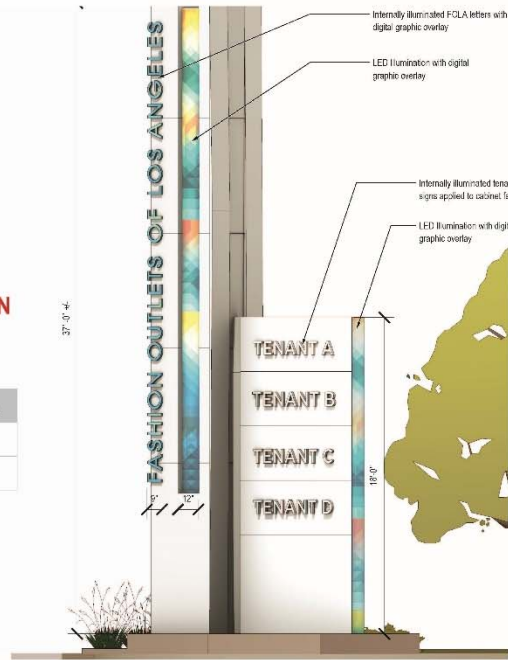 Internally illuminated FOLA letters with
digital graphic overlay
LED Illumination with digital
graphic overlay
FASHION OUTLETS OF LOS ANGELES
Internally illuminated
signs applied to cabinet
LED Illumination with
graphic overlay
N
37'-0" +/-
TENANT A
TENANT B
TENANT C
TENANT D
18'-0"
9"
12"